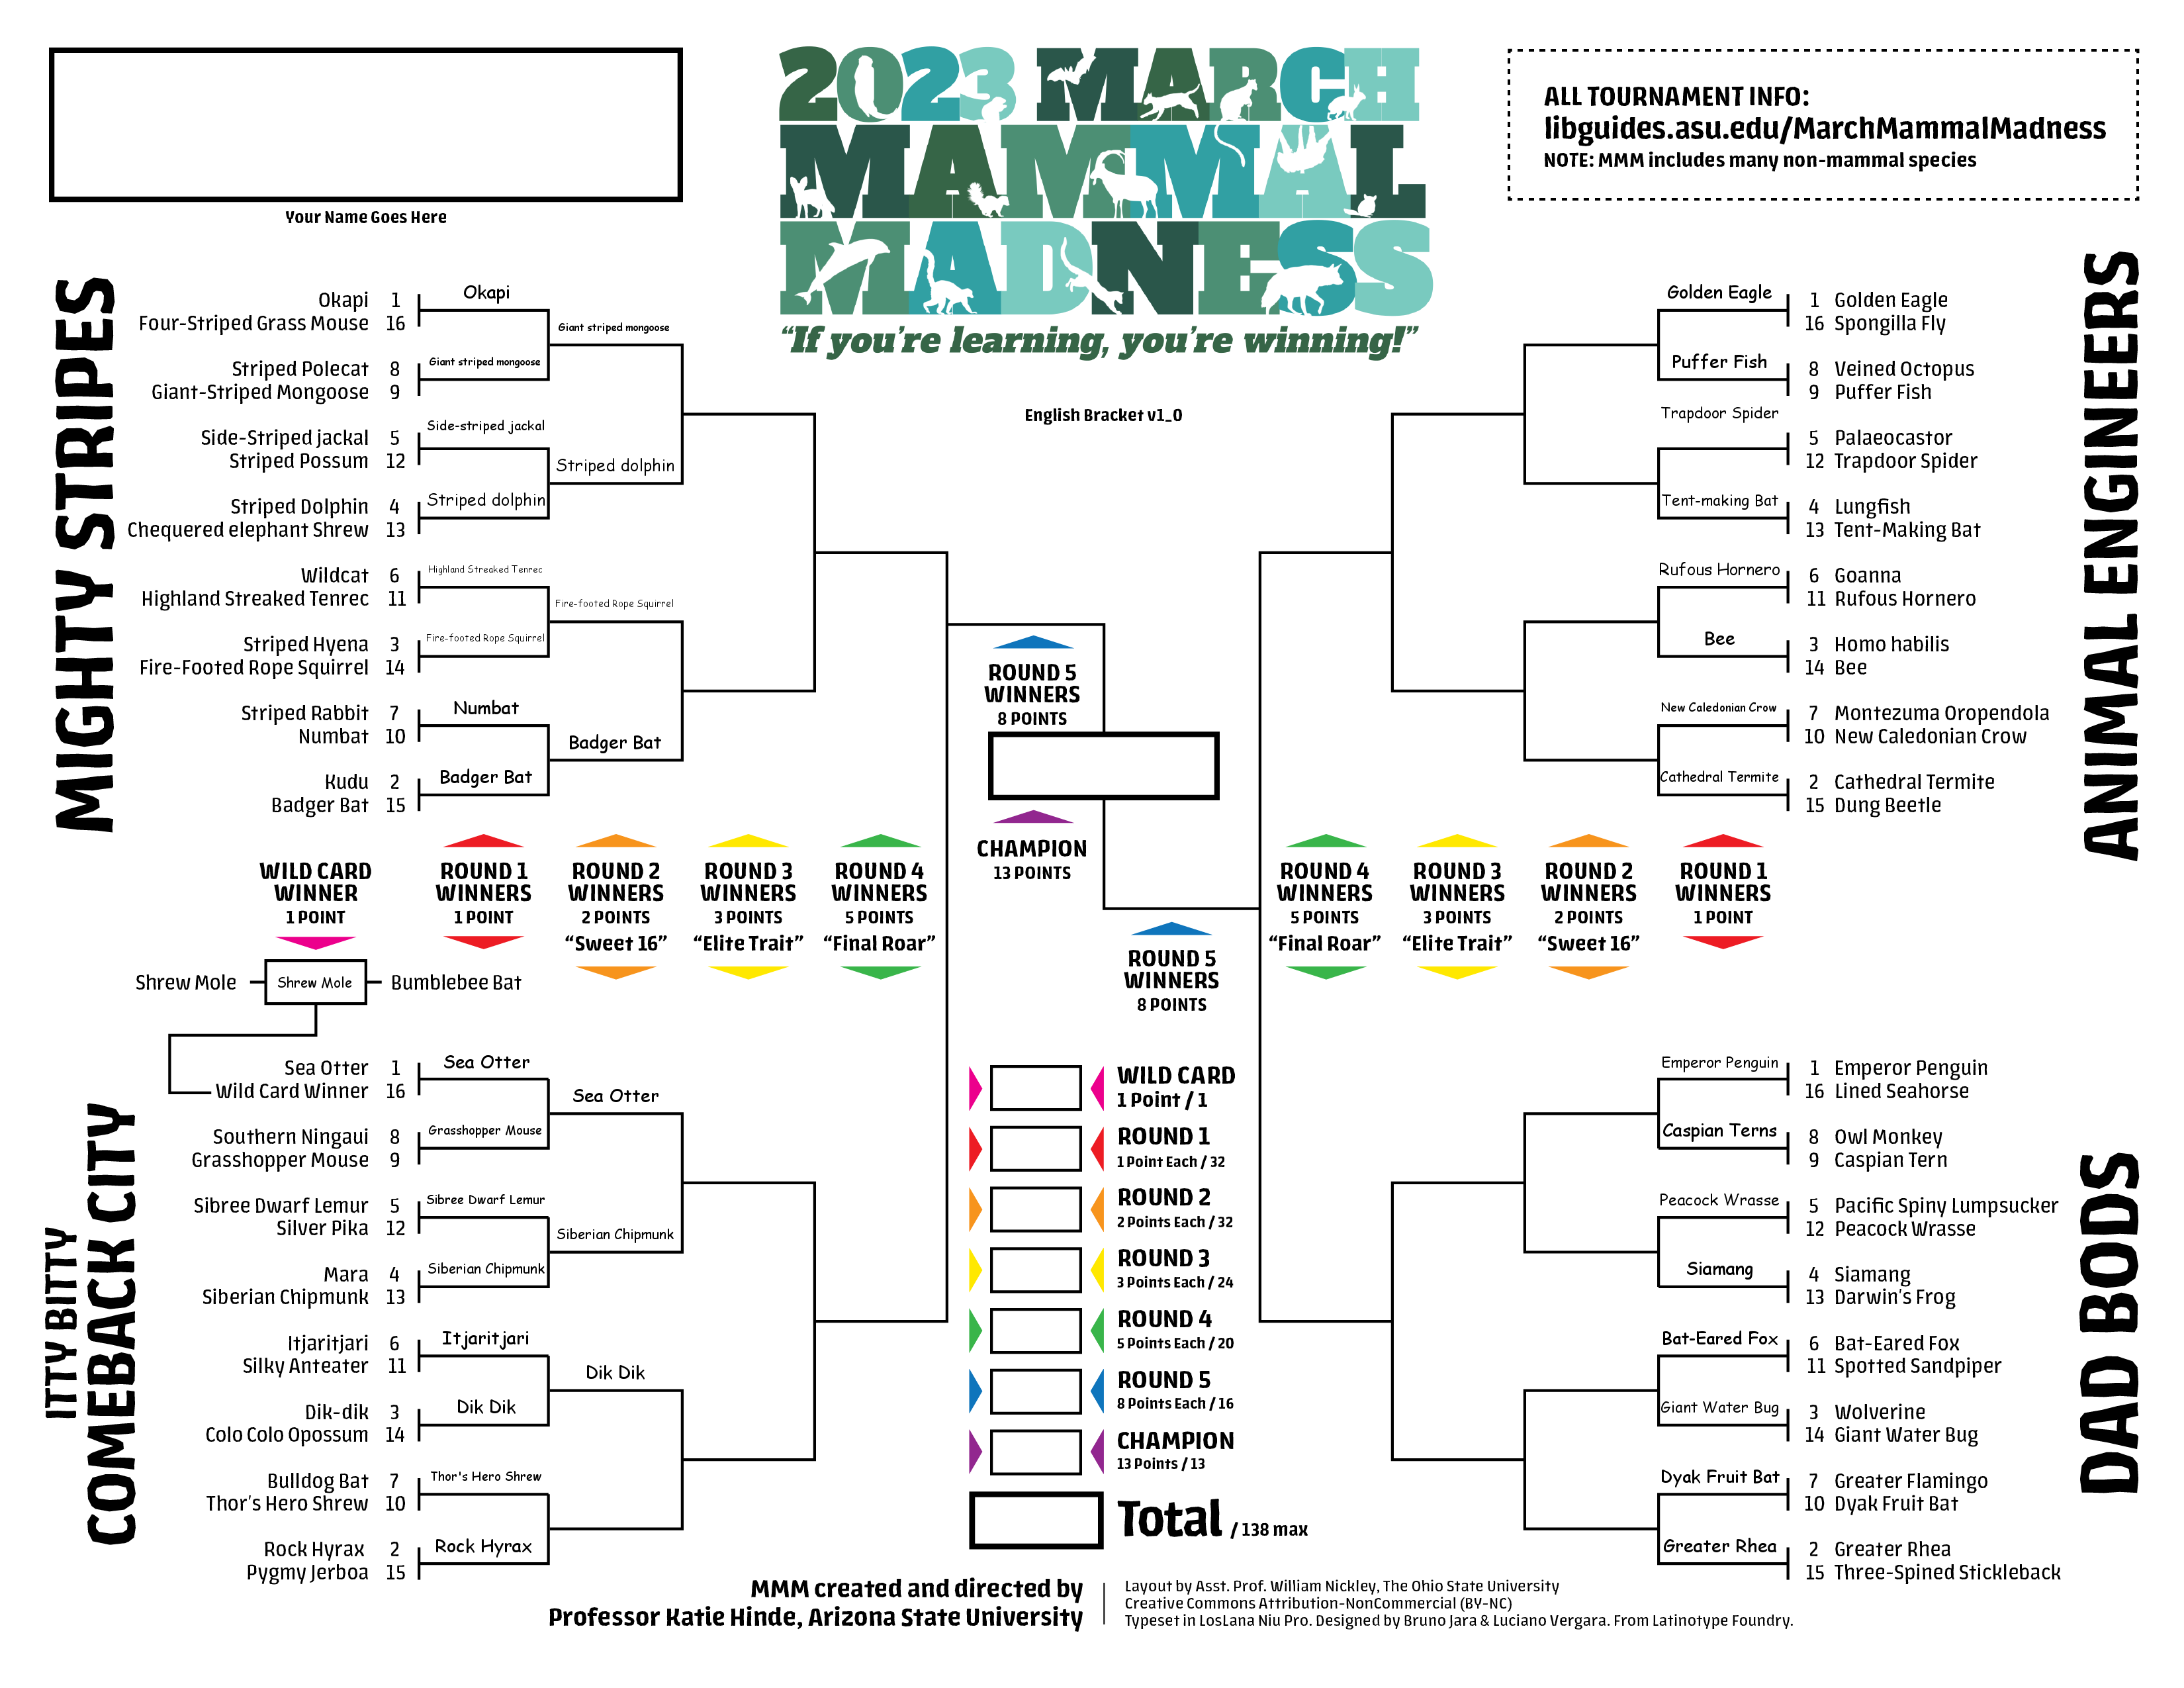 2023 MARCH
MAMMAL
MADNESS
"If you're learning, you're winning!"
English Bracket v1_0
Your Name Goes Here
ALL TOURNAMENT INFO:
libguides.asu.edu/MarchMammalMadness
NOTE: MMM includes many non-mammal species
MIGHTY STRIPES
Okapi 1
Four-Striped Grass Mouse 16
Striped Polecat 8
Giant-Striped Mongoose 9
Side-Striped jackal 5
Striped Possum 12
Striped Dolphin 4
Chequered elephant Shrew 13
Wildcat 6
Highland Streaked Tenrec 11
Striped Hyena 3
Fire-Footed Rope Squirrel 14
Striped Rabbit 7
Numbat 10
Kudu 2
Badger Bat 15
Okapi
Giant striped mongoose
Side-striped jackal
Striped dolphin
Highland Streaked Tenrec
Fire-footed Rope Squirrel
Numbat
Badger Bat
Giant striped mongoose
Striped dolphin
Fire-footed Rope Squirrel
Badger Bat
ANIMAL ENGINEERS
Golden Eagle
Puffer Fish
Trapdoor Spider
Tent-making Bat
Rufous Hornero
Bee
New Caledonian Crow
Cathedral Termite
1 Golden Eagle
16 Spongilla Fly
8 Veined Octopus
9 Puffer Fish
5 Palaeocastor
12 Trapdoor Spider
4 Lungfish
13 Tent-Making Bat
6 Goanna
11 Rufous Hornero
3 Homo habilis
14 Bee
7 Montezuma Oropendola
10 New Caledonian Crow
2 Cathedral Termite
15 Dung Beetle
ROUND 5
WINNERS
8 POINTS
CHAMPION
13 POINTS
ROUND 5
WINNERS
8 POINTS
WILD CARD
WINNER
1 POINT
ROUND 1
WINNERS
1 POINT
ROUND 2
WINNERS
2 POINTS
"Sweet 16"
ROUND 3
WINNERS
3 POINTS
"Elite Trait"
ROUND 4
WINNERS
5 POINTS
"Final Roar"
ROUND 4
WINNERS
5 POINTS
"Final Roar"
ROUND 3
WINNERS
3 POINTS
"Elite Trait"
ROUND 2
WINNERS
2 POINTS
"Sweet 16"
ROUND 1
WINNERS
1 POINT
Shrew Mole
Shrew Mole
Bumblebee Bat
ITTY BITTY
COMEBACK CITY
Sea Otter 1
Wild Card Winner 16
Southern Ningaui 8
Grasshopper Mouse 9
Sibree Dwarf Lemur 5
Silver Pika 12
Mara 4
Siberian Chipmunk 13
Itjaritjari 6
Silky Anteater 11
Dik-dik 3
Colo Colo Opossum 14
Bulldog Bat 7
Thor's Hero Shrew 10
Rock Hyrax 2
Pygmy Jerboa 15
Sea Otter
Grasshopper Mouse
Sibree Dwarf Lemur
Siberian Chipmunk
Itjaritjari
Dik Dik
Thor's Hero Shrew
Rock Hyrax
Sea Otter
Siberian Chipmunk
Dik Dik
WILD CARD
1 Point / 1
ROUND 1
1 Point Each / 32
ROUND 2
2 Points Each / 32
ROUND 3
3 Points Each / 24
ROUND 4
5 Points Each / 20
ROUND 5
8 Points Each / 16
CHAMPION
13 Points / 13
Total / 138 max
DAD BODS
Emperor Penguin
Caspian Terns
Peacock Wrasse
Siamang
Bat-Eared Fox
Giant Water Bug
Dyak Fruit Bat
Greater Rhea
1 Emperor Penguin
16 Lined Seahorse
8 Owl Monkey
9 Caspian Tern
5 Pacific Spiny Lumpsucker
12 Peacock Wrasse
4 Siamang
13 Darwin's Frog
6 Bat-Eared Fox
11 Spotted Sandpiper
3 Wolverine
14 Giant Water Bug
7 Greater Flamingo
10 Dyak Fruit Bat
2 Greater Rhea
15 Three-Spined Stickleback
MMM created and directed by
Professor Katie Hinde, Arizona State University
Layout by Asst. Prof. William Nickley, The Ohio State University
Creative Commons Attribution-NonCommercial (BY-NC)
Typeset in LosLana Niu Pro. Designed by Bruno Jara & Luciano Vergara. From Latinotype Foundry.